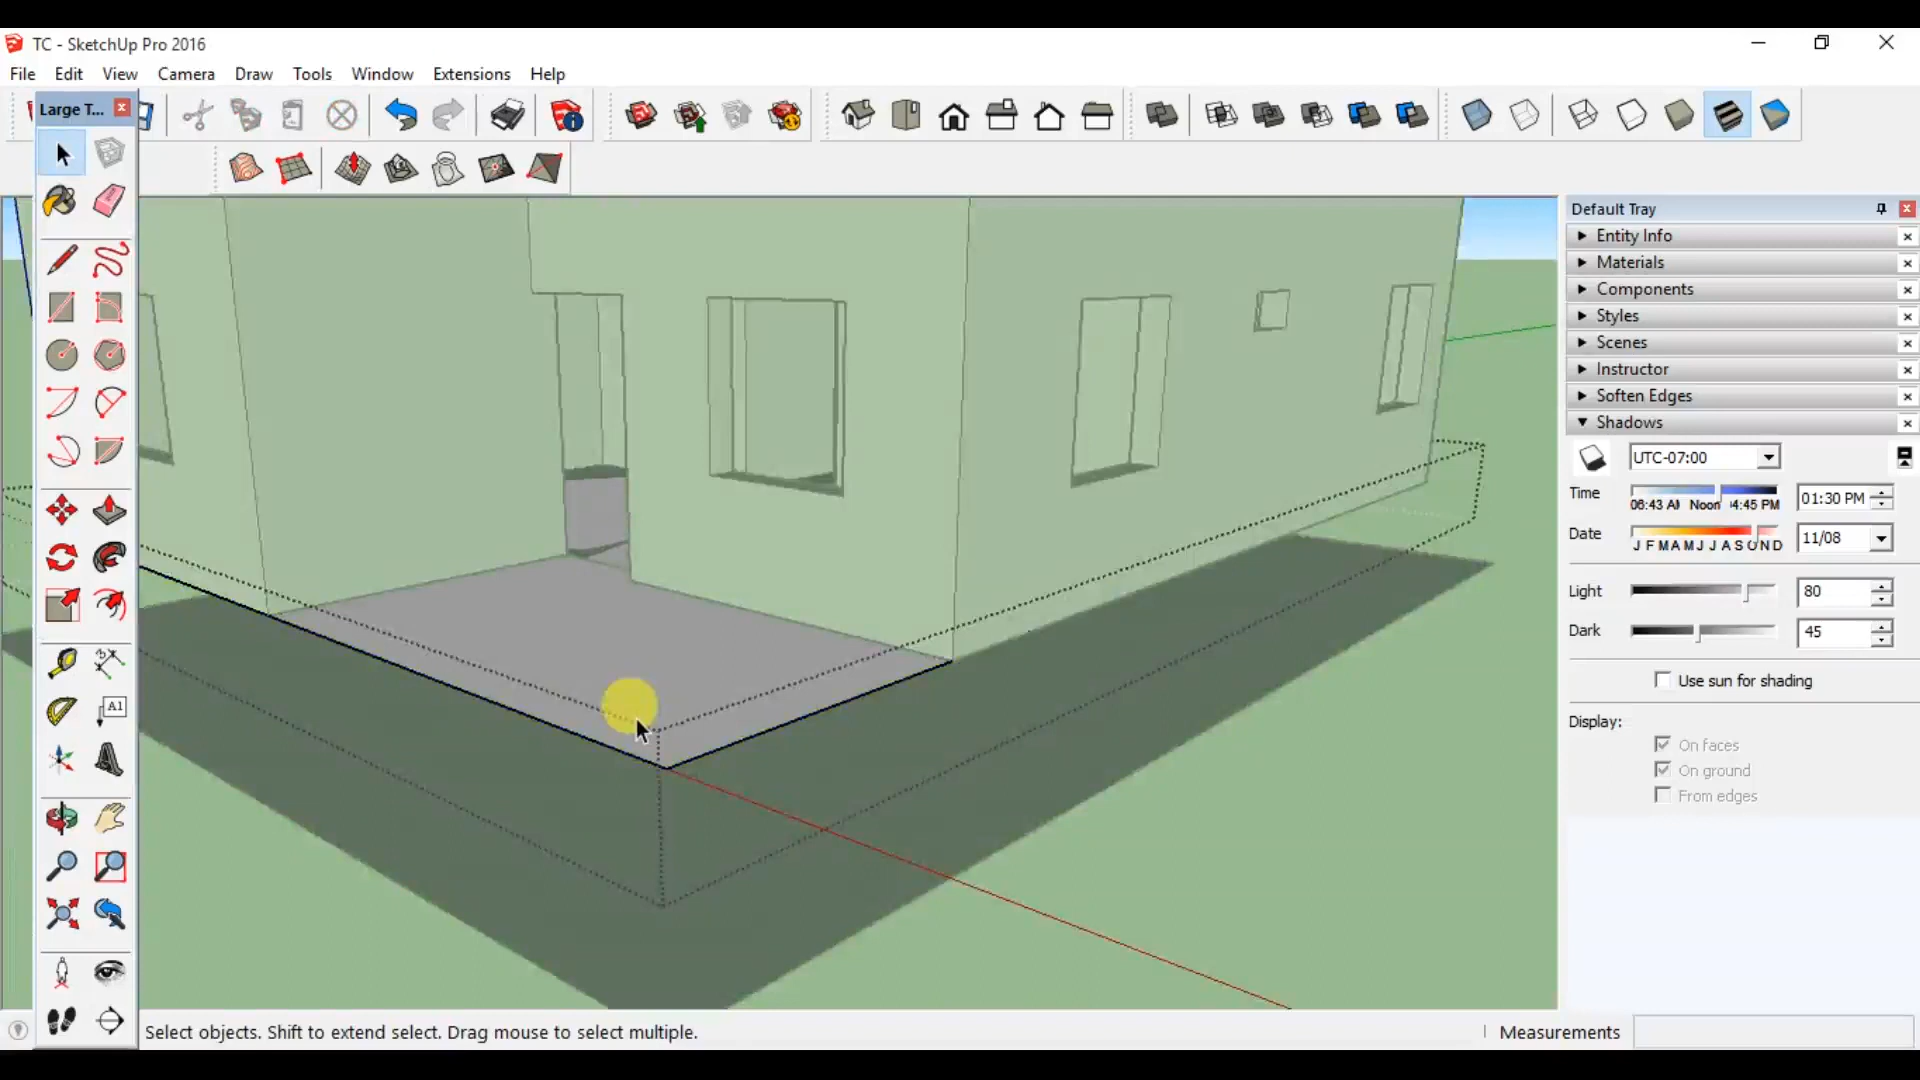 TC - SketchUp Pro 2016
File Edit View Camera Draw Tools Window Extensions Help
Large T...
Default Tray
Entity Info
Materials
Components
Styles
Scenes
Instructor
Soften Edges
Shadows
UTC-07:00
Time
06:43 Noon 4:45 PM
01:30 PM
Date
J F M A M J J A S O N D
11/08
Light
80
Dark
45
Use sun for shading
Display:
On faces
On ground
From edges
A1
Select objects. Shift to extend select. Drag mouse to select multiple.
Measurements